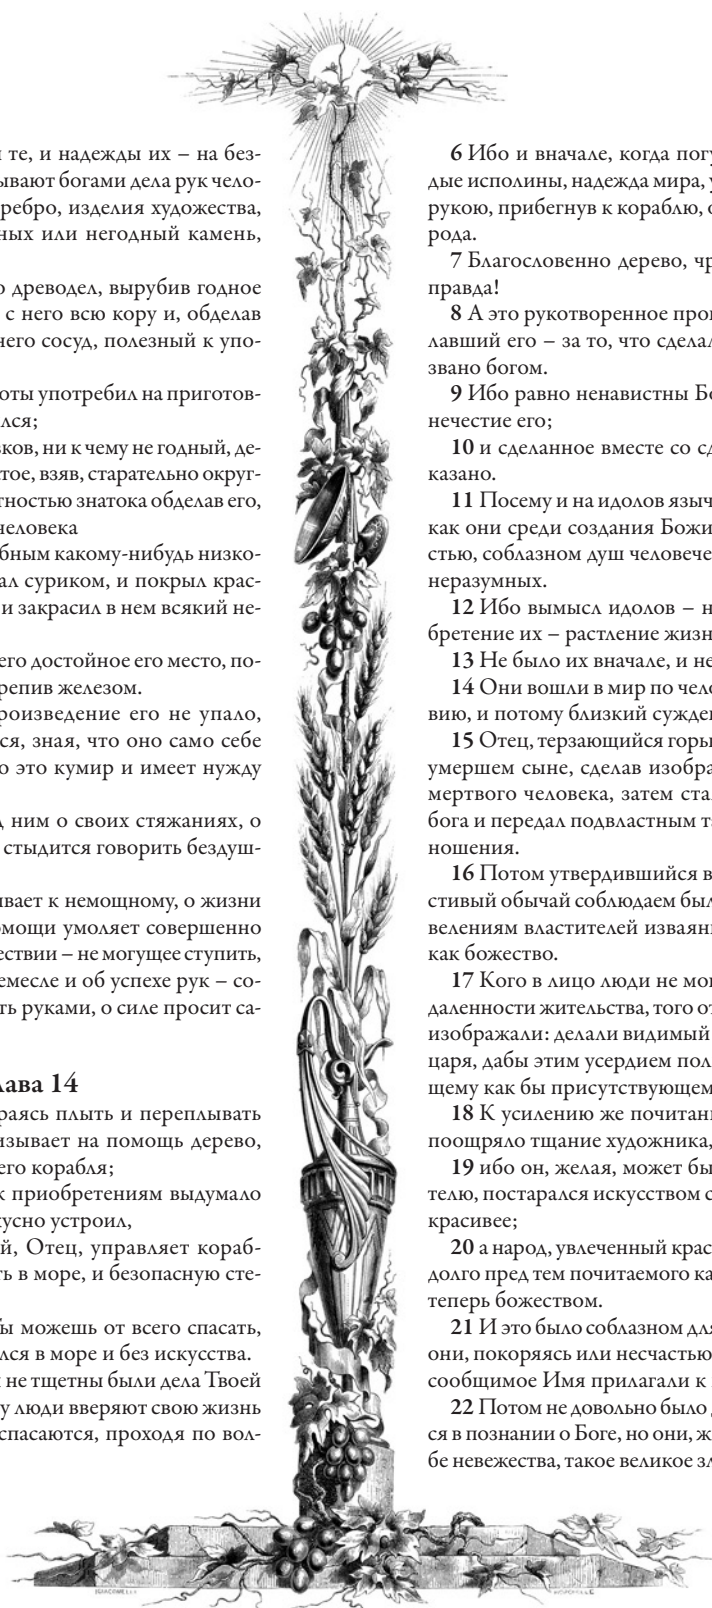 те, и надежды их – на без-
ывают богами дела рук чело-
ребро, изделия художества,
ных или негодный камень,
древодел, вырубив годное
с него всю кору и, обделав
него сосуд, полезный к упо-
оты употребил на приготов-
лся;
ков, ни к чему не годный, де-
тое, взяв, старательно округ-
тностью знатока обделав его,
человека
бным какому-нибудь низко-
ал суриком, и покрыл крас-
и закрасил в нем всякий не-
его достойное его место, по-
репив железом.
роизведение его не упало,
ся, зная, что оно само себе
о это кумир и имеет нужду
д ним о своих стяжаниях, о
стыдится говорить бездуш-
ывает к немощному, о жизни
омощи умоляет совершенно
ествии – не могущее ступить,
емесле и об успехе рук – со-
ть руками, о силе просит са-
лава 14
раясь плыть и переплывать
изывает на помощь дерево,
его корабля;
к приобретениям выдумало
кусно устроил,
й, Отец, управляет кораб-
ть в море, и безопасную сте-
Ты можешь от всего спасать,
лся в море и без искусства.
не тщетны были дела Твоей
у люди вверяют свою жизнь
спасаются, проходя по вол-
6 Ибо и вначале, когда погу
дые исполины, надежда мира, у
рукою, прибегнув к кораблю, о
рода.
7 Благословенно дерево, чр
правда!
8 А это рукотворенное прок
лавший его – за то, что сделал
звано богом.
9 Ибо равно ненавистны Бо
нечестие его;
10 и сделанное вместе со сд
казано.
11 Посему и на идолов языч
как они среди создания Божи
стью, соблазном душ человече
неразумных.
12 Ибо вымысл идолов – н
бретение их – растление жизн
13 Не было их вначале, и не
14 Они вошли в мир по чело
вию, и потому близкий сужден
15 Отец, терзающийся горьк
умершем сыне, сделав изобра
мертвого человека, затем ста
бога и передал подвластным та
ношения.
16 Потом утвердившийся в
стивый обычай соблюдаем был
велениям властителей изваян
как божество.
17 Кого в лицо люди не мог
даленности жительства, того от
изображали: делали видимый
царя, дабы этим усердием пол
щему как бы присутствующем
18 К усилению же почитани
поощряло тщание художника,
19 ибо он, желая, может бы
телю, постарался искусством с
красивее;
20 а народ, увлеченный крас
долго пред тем почитаемого ка
теперь божеством.
21 И это было соблазном для
они, покоряясь или несчастью
сообщимое Имя прилагали к
22 Потом не довольно было д
ся в познании о Боге, но они, ж
бе невежества, такое великое зл